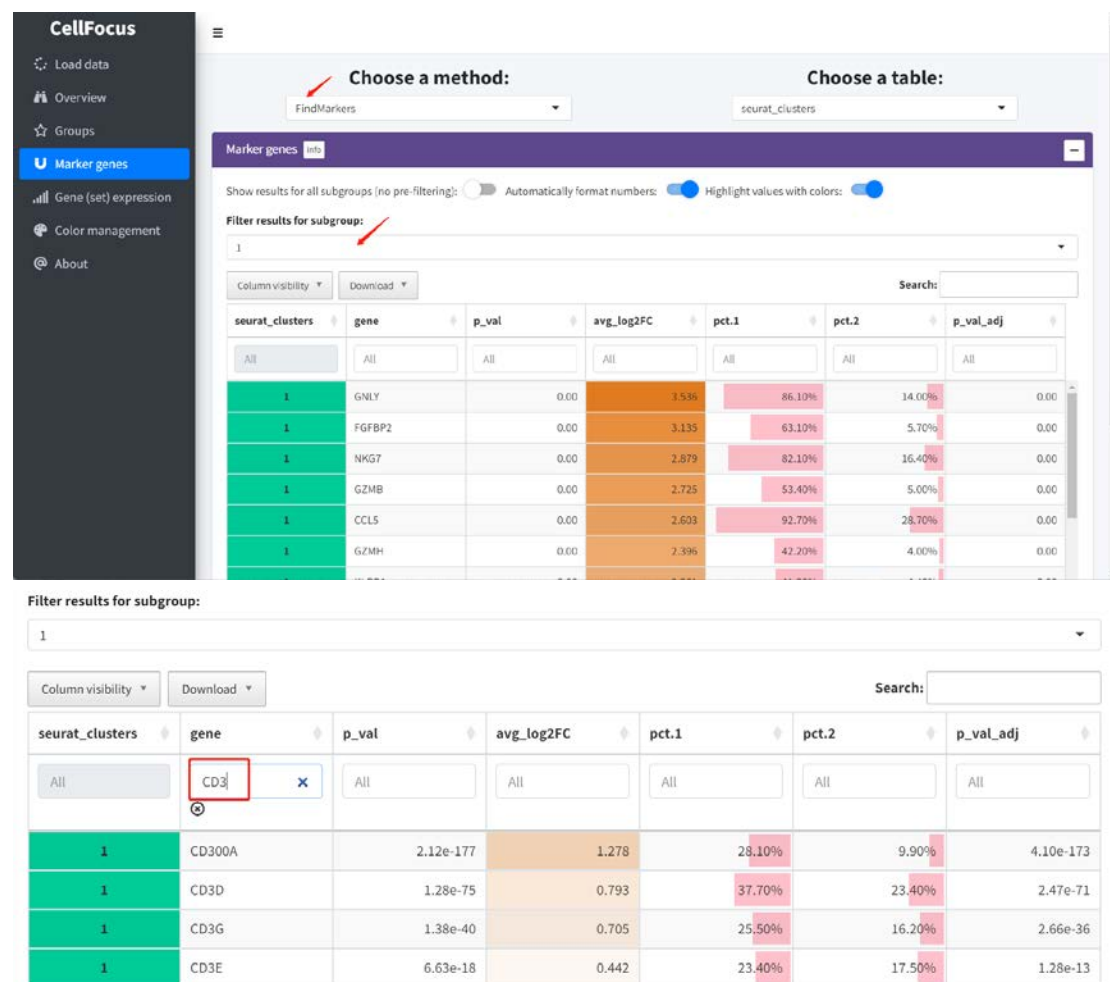 CellFocus
Load data
Overview
Groups
Marker genes
Gene (set) expression
Color management
About
Choose a method:
Choose a table:
FindMarkers
seurat_clusters
Marker genes info
Show results for all subgroups (no pre-filtering): Automatically format numbers: Highlight values with colors:
Filter results for subgroup:
1
Column visibility Download Search:
seurat_clusters gene p_val avg_log2FC pct.1 pct.2 p_val_adj
All All All All All All All
1 GNLY 0.00 3.536 86.10% 14.00% 0.00
1 FGFBP2 0.00 3.135 63.10% 5.70% 0.00
1 NKG7 0.00 2.879 82.10% 16.40% 0.00
1 GZMB 0.00 2.725 53.40% 5.00% 0.00
1 CCL5 0.00 2.603 92.70% 28.70% 0.00
1 GZMH 0.00 2.396 42.20% 4.00% 0.00
Filter results for subgroup:
1
Column visibility Download Search:
seurat_clusters gene p_val avg_log2FC pct.1 pct.2 p_val_adj
All CD3 All All All All All
1 CD300A 2.12e-177 1.278 28.10% 9.90% 4.10e-173
1 CD3D 1.28e-75 0.793 37.70% 23.40% 2.47e-71
1 CD3G 1.38e-40 0.705 25.50% 16.20% 2.66e-36
1 CD3E 6.63e-18 0.442 23.40% 17.50% 1.28e-13